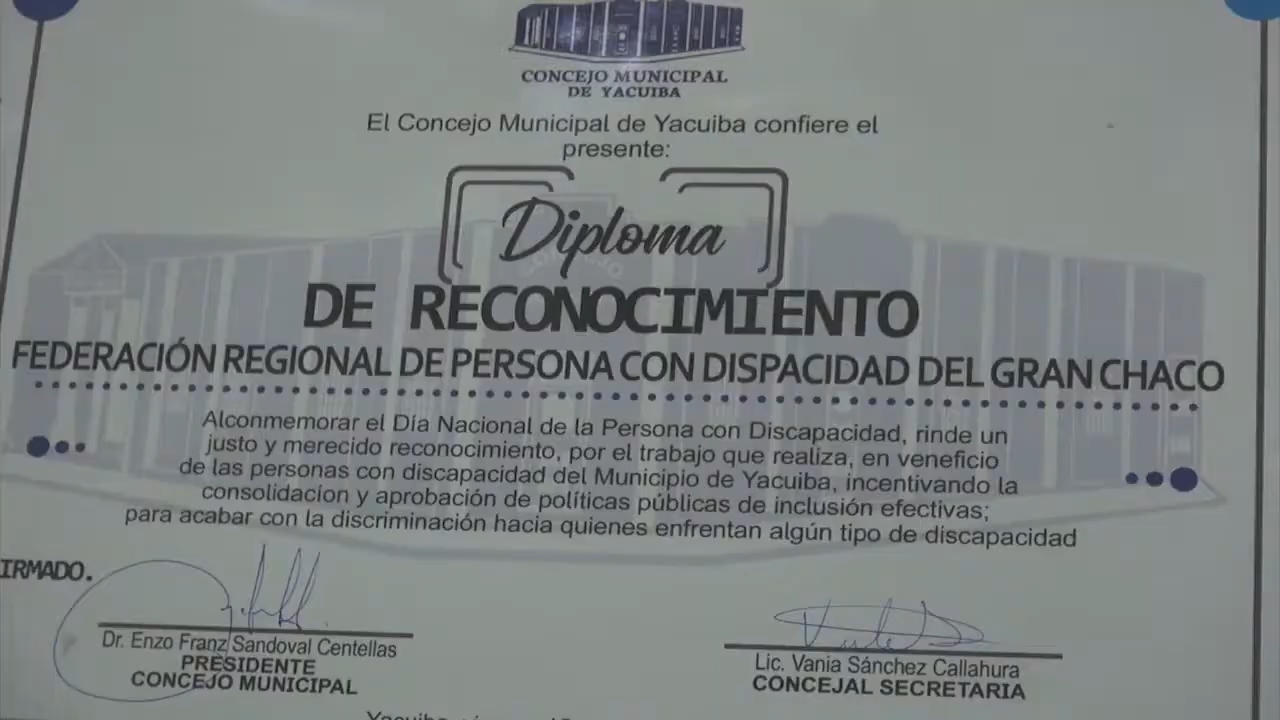 CONCEJO MUNICIPAL
DE YACUIBA
El Concejo Municipal de Yacuiba confiere el
presente:
Diploma
DE RECONOCIMIENTO
FEDERACIÓN REGIONAL DE PERSONA CON DISPACIDAD DEL GRAN CHACO
Alconmemorar el Día Nacional de la Persona con Discapacidad, rinde un
justo y merecido reconocimiento, por el trabajo que realiza, en veneficio
de las personas con discapacidad del Municipio de Yacuiba, incentivando la
consolidacion y aprobación de políticas públicas de inclusión efectivas;
para acabar con la discriminación hacia quienes enfrentan algún tipo de discapacidad
IRMADO.
Dr. Enzo Franz Sandoval Centellas
PRESIDENTE
CONCEJO MUNICIPAL
Lic. Vania Sánchez Callahura
CONCEJAL SECRETARIA